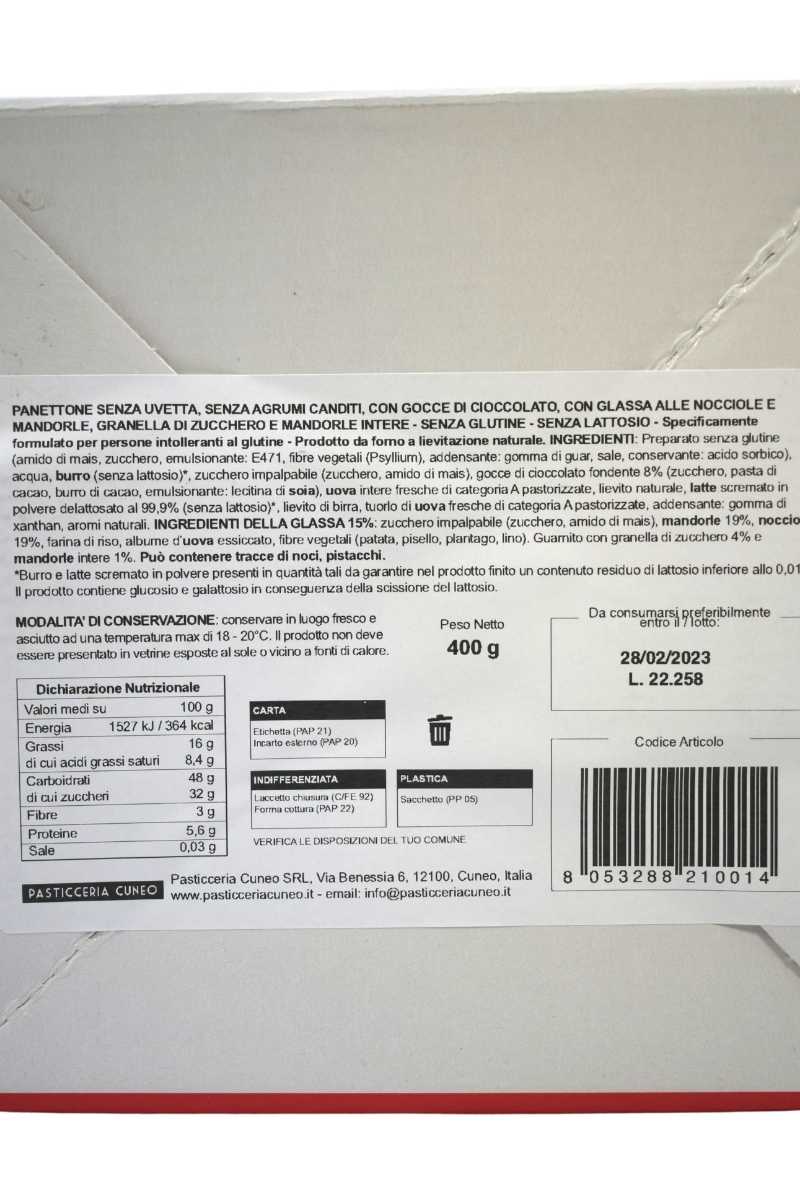 PANETTONE SENZA UVETTA, SENZA AGRUMI CANDITI, CON GOCCE DI CIOCCOLATO, CON GLASSA ALLE NOCCIOLE E
MANDORLE, GRANELLA DI ZUCCHERO E MANDORLE INTERE - SENZA GLUTINE - SENZA LATTOSIO - Specificamente
formulato per persone intolleranti al glutine - Prodotto da forno a lievitazione naturale. INGREDIENTI: Preparato senza glutine
(amido di mais, zucchero, emulsionante: E471, fibre vegetali (Psyllium), addensante: gomma di guar, sale, conservante: acido sorbico),
acqua, burro (senza lattosio)*, zucchero impalpabile (zucchero, amido di mais), gocce di cioccolato fondente 8% (zucchero, pasta di
cacao, burro di cacao, emulsionante: lecitina di soia), uova intere fresche di categoria A pastorizzate, lievito naturale, latte scremato in
polvere delattosato al 99,9% (senza lattosio)*, lievito di birra, tuorlo di uova fresche di categoria A pastorizzate, addensante: gomma di
xanthan, aromi naturali. INGREDIENTI DELLA GLASSA 15%: zucchero impalpabile (zucchero, amido di mais), mandorle 19%, noccio
19%, farina di riso, albume d'uova essiccato, fibre vegetali (patata, pisello, plantago, lino). Guarnito con granella di zucchero 4% e
mandorle intere 1%. Può contenere tracce di noci, pistacchi.
*Burro e latte scremato in polvere presenti in quantità tali da garantire nel prodotto finito un contenuto residuo di lattosio inferiore allo 0,01
Il prodotto contiene glucosio e galattosio in conseguenza della scissione del lattosio.
MODALITA' DI CONSERVAZIONE: conservare in luogo fresco e
asciutto ad una temperatura max di 18 - 20°C. Il prodotto non deve
essere presentato in vetrine esposte al sole o vicino a fonti di calore.
Peso Netto
400 g
Da consumarsi preferibilmente
entro il / lotto:
28/02/2023
L. 22.258
Dichiarazione Nutrizionale
Valori medi su 100 g
Energia 1527 kJ / 364 kcal
Grassi 16 g
di cui acidi grassi saturi 8,4 g
Carboidrati 48 g
di cui zuccheri 32 g
Fibre 3 g
Proteine 5,6 g
Sale 0,03 g
CARTA
Etichetta (PAP 21)
Incarto esterno (PAP 20)
INDIFFERENZIATA
Laccetto chiusura (C/FE 92)
Forma cottura (PAP 22)
PLASTICA
Sacchetto (PP 05)
VERIFICA LE DISPOSIZIONI DEL TUO COMUNE
Codice Articolo
8 053288 210014
PASTICCERIA CUNEO
Pasticceria Cuneo SRL, Via Benessia 6, 12100, Cuneo, Italia
www.pasticceriacuneo.it - email: info@pasticceriacuneo.it